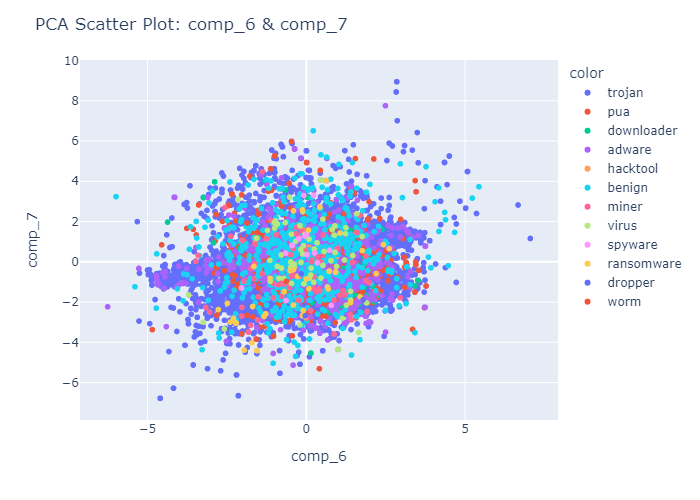 PCA Scatter Plot: comp_6 & comp_7
color
trojan
pua
downloader
adware
hacktool
benign
miner
virus
spyware
ransomware
dropper
worm
comp_7
10
8
6
4
2
0
−2
−4
−6
−5
0
5
comp_6